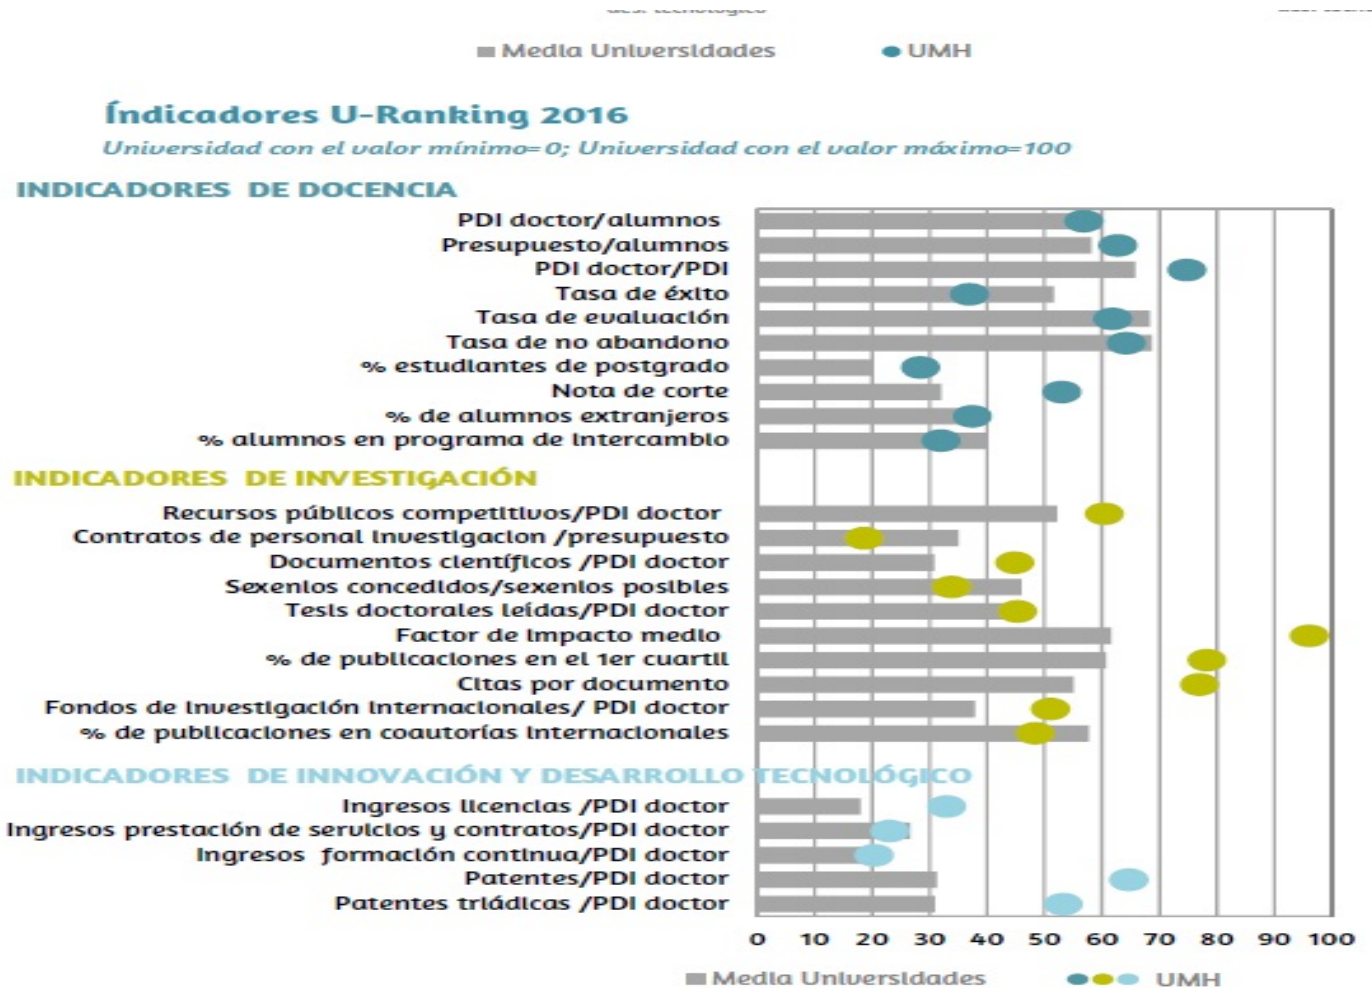 des. tecnológico
Media Universidades UMH
Índicadores U-Ranking 2016
Universidad con el valor mínimo=0; Universidad con el valor máximo=100
INDICADORES DE DOCENCIA
PDI doctor/alumnos
Presupuesto/alumnos
PDI doctor/PDI
Tasa de éxito
Tasa de evaluación
Tasa de no abandono
% estudiantes de postgrado
Nota de corte
% de alumnos extranjeros
% alumnos en programa de intercambio
INDICADORES DE INVESTIGACIÓN
Recursos públicos competitivos/PDI doctor
Contratos de personal investigacion /presupuesto
Documentos científicos /PDI doctor
Sexenios concedidos/sexenios posibles
Tesis doctorales leídas/PDI doctor
Factor de impacto medio
% de publicaciones en el 1er cuartil
Citas por documento
Fondos de investigación internacionales/ PDI doctor
% de publicaciones en coautorías internacionales
INDICADORES DE INNOVACIÓN Y DESARROLLO TECNOLÓGICO
Ingresos licencias /PDI doctor
Ingresos prestación de servicios y contratos/PDI doctor
Ingresos formación continua/PDI doctor
Patentes/PDI doctor
Patentes triádicas /PDI doctor
0 10 20 30 40 50 60 70 80 90 100
Media Universidades UMH